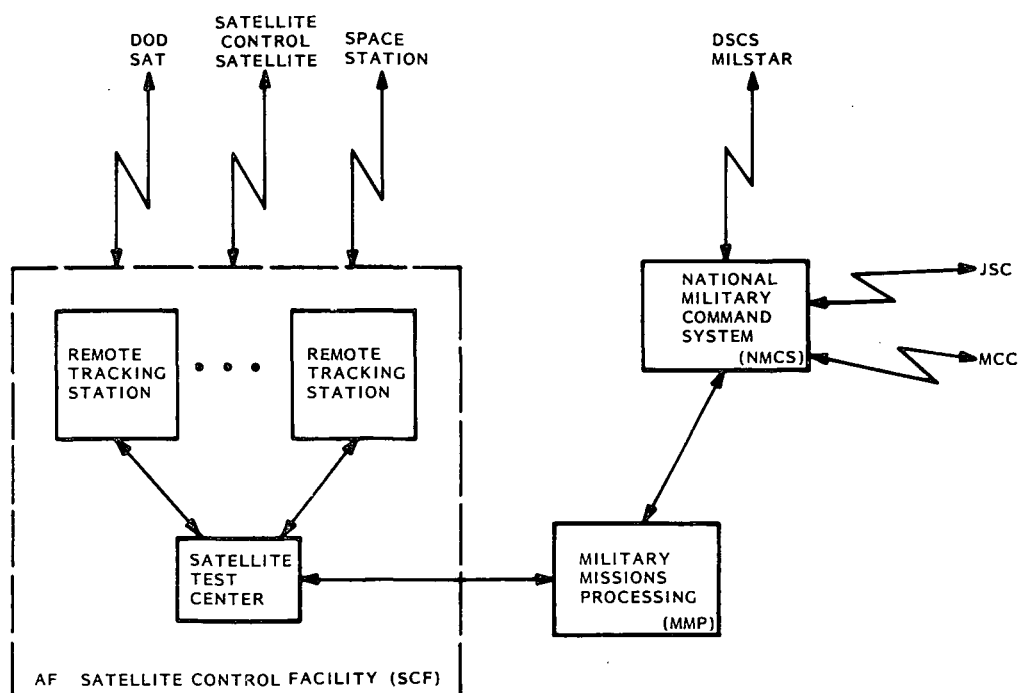 DOD
SAT
SATELLITE
CONTROL
SATELLITE
SPACE
STATION
DSCS
MILSTAR
NATIONAL
MILITARY
COMMAND
SYSTEM
(NMCS)
JSC
MCC
REMOTE
TRACKING
STATION
REMOTE
TRACKING
STATION
SATELLITE
TEST
CENTER
MILITARY
MISSIONS
PROCESSING
(MMP)
AF SATELLITE CONTROL FACILITY (SCF)